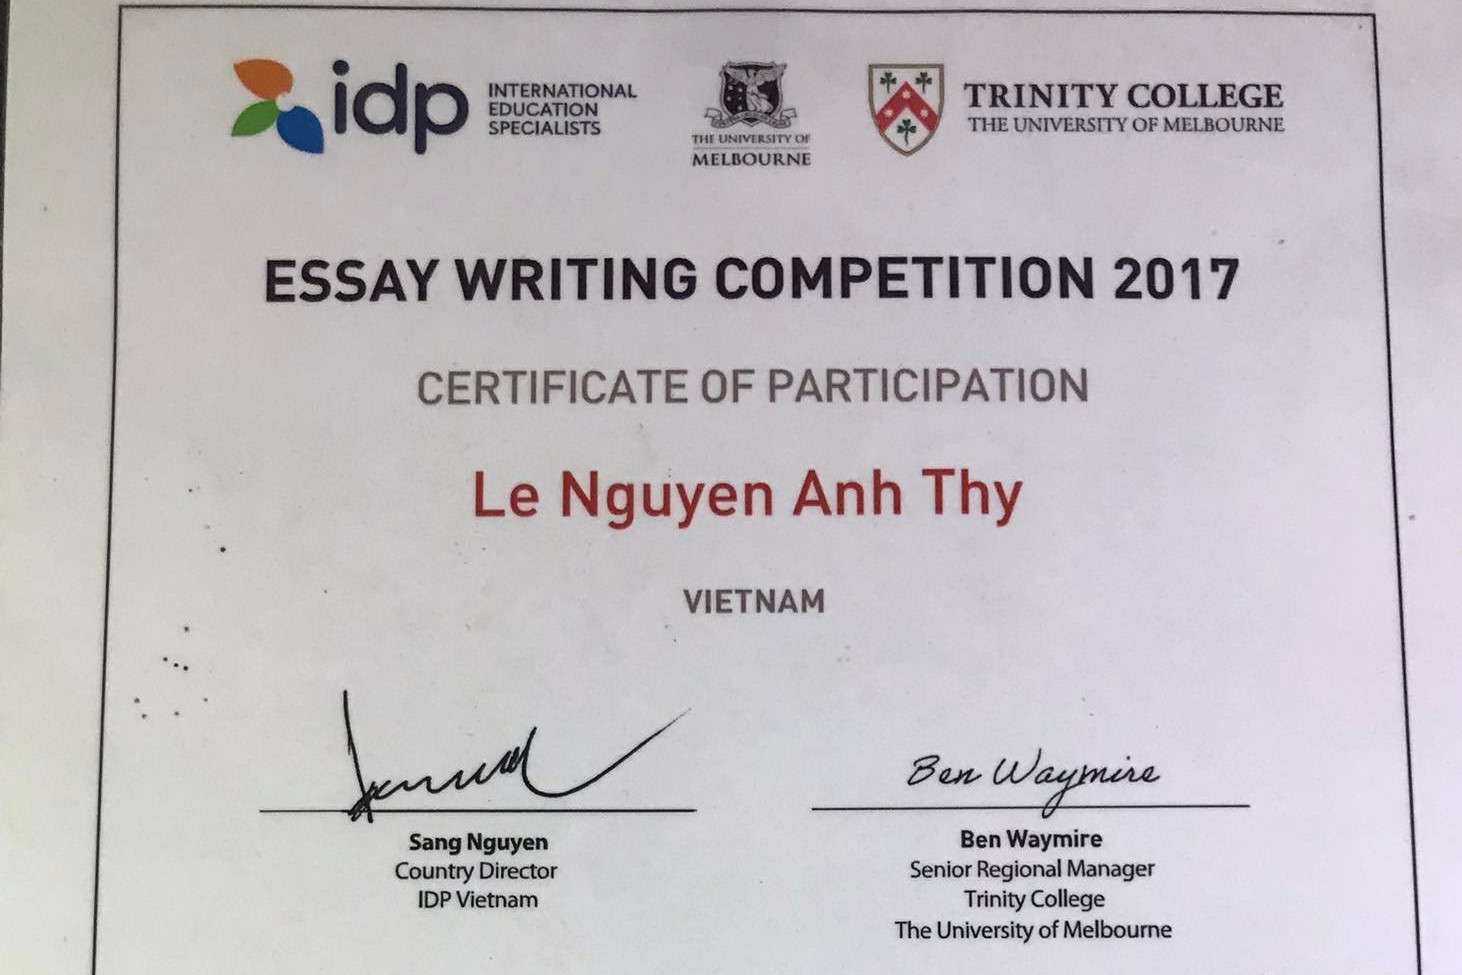 idp INTERNATIONAL
EDUCATION
SPECIALISTS
THE UNIVERSITY OF
MELBOURNE
TRINITY COLLEGE
THE UNIVERSITY OF MELBOURNE
ESSAY WRITING COMPETITION 2017
CERTIFICATE OF PARTICIPATION
Le Nguyen Anh Thy
VIETNAM
Ben Waymire
Sang Nguyen
Country Director
IDP Vietnam
Ben Waymire
Senior Regional Manager
Trinity College
The University of Melbourne